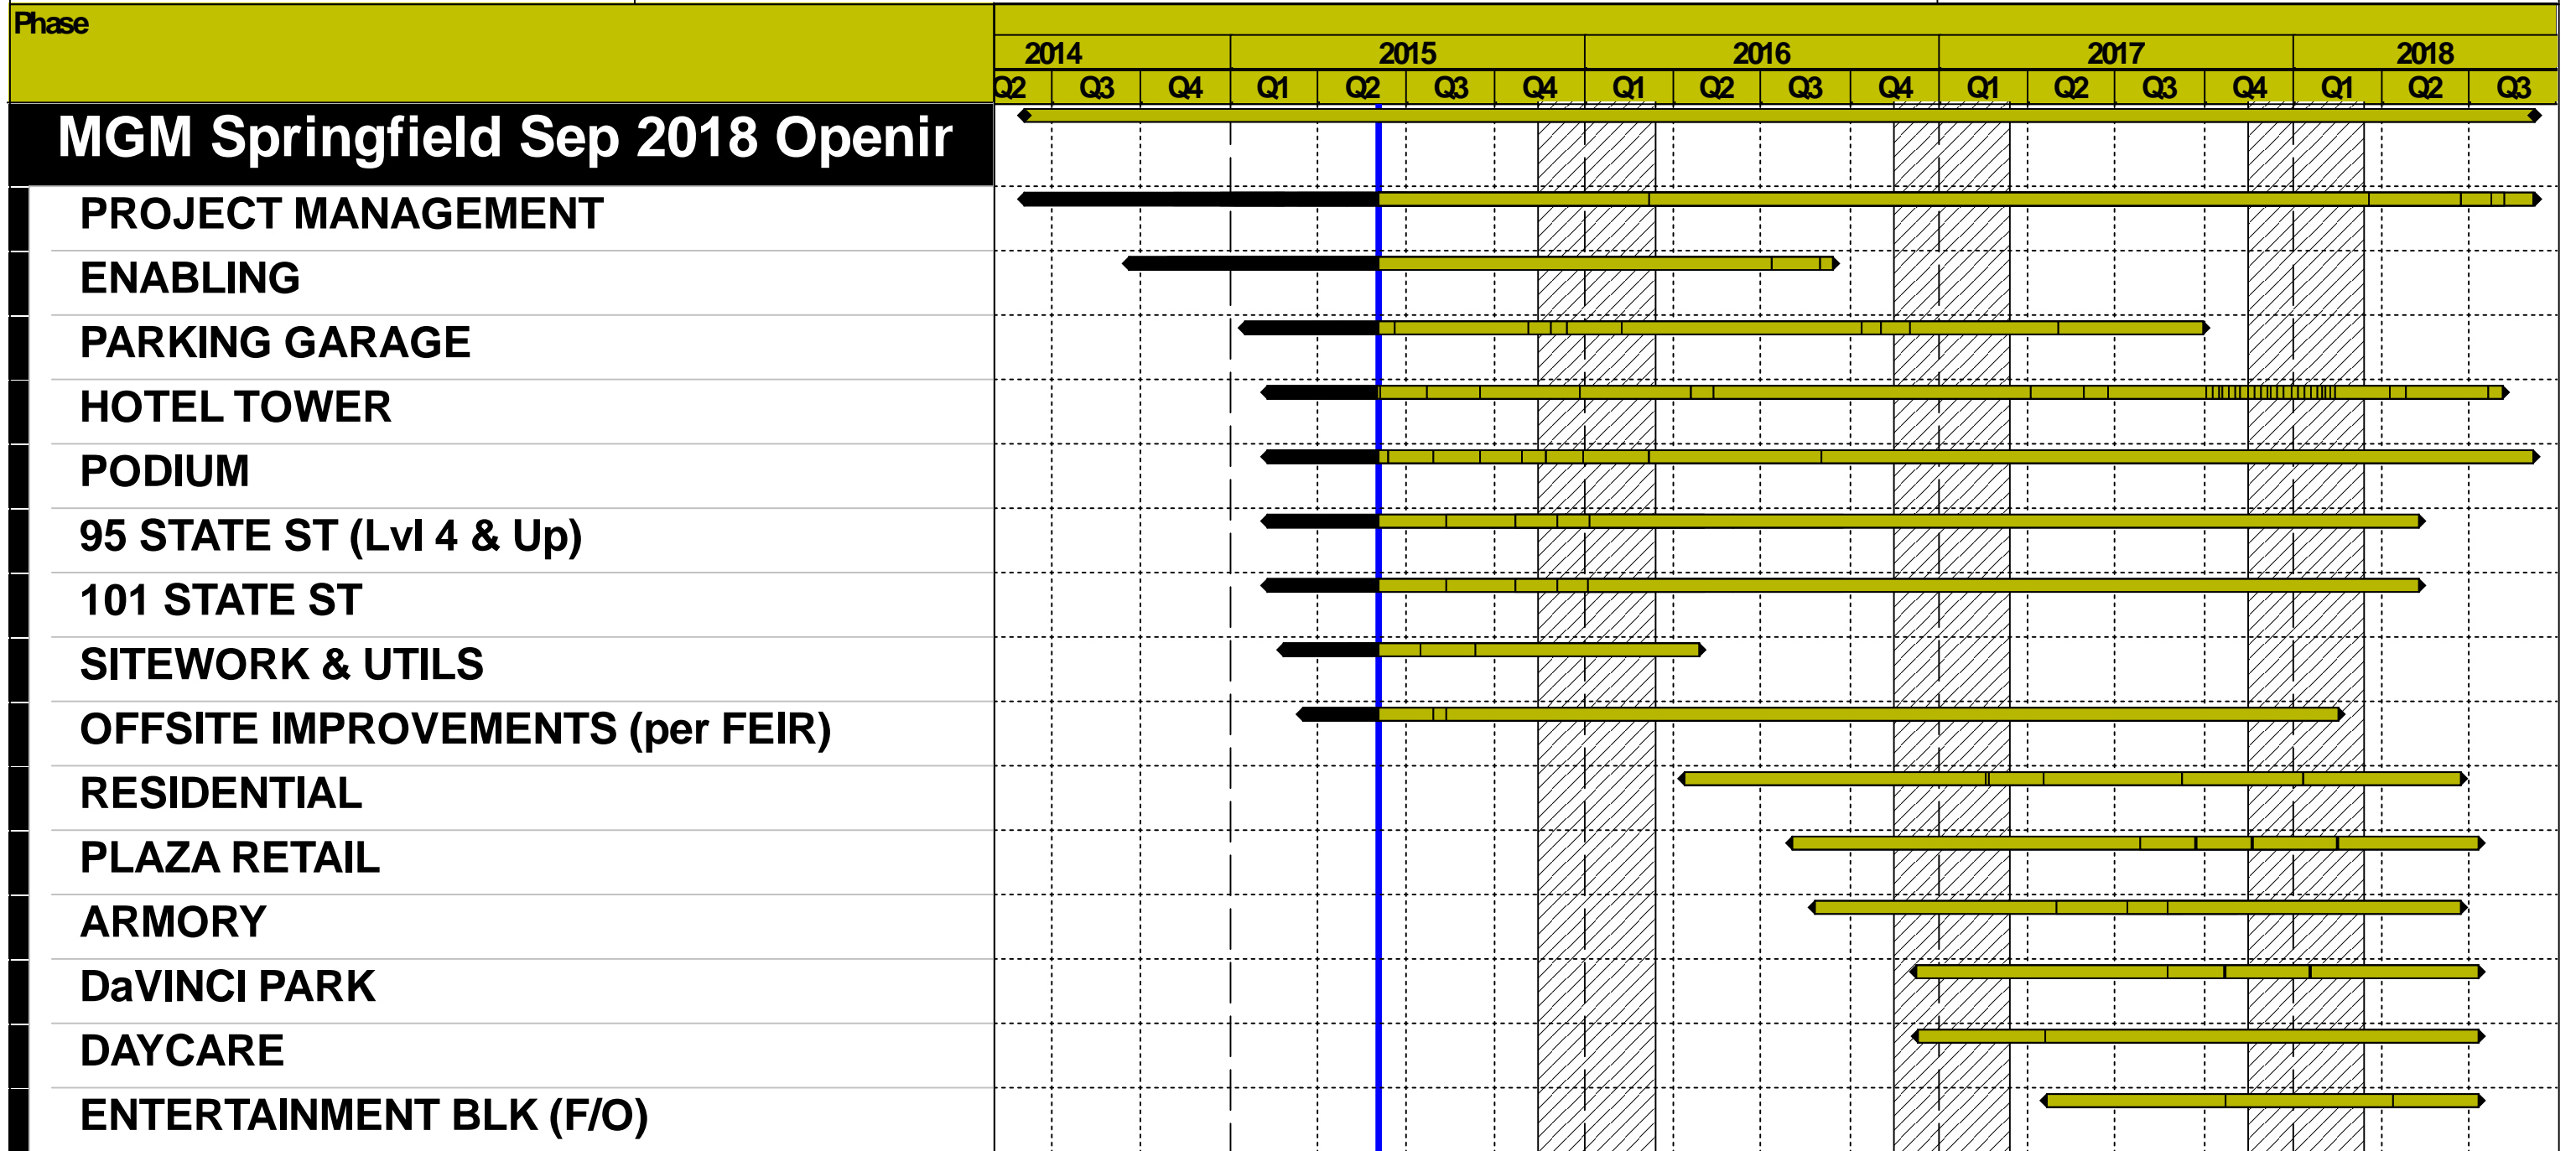 Phase
2014 2015 2016 2017 2018
Q2 Q3 Q4 Q1 Q2 Q3 Q4 Q1 Q2 Q3 Q4 Q1 Q2 Q3 Q4 Q1 Q2 Q3
MGM Springfield Sep 2018 Openir
PROJECT MANAGEMENT
ENABLING
PARKING GARAGE
HOTEL TOWER
PODIUM
95 STATE ST (Lvl 4 & Up)
101 STATE ST
SITEWORK & UTILS
OFFSITE IMPROVEMENTS (per FEIR)
RESIDENTIAL
PLAZA RETAIL
ARMORY
DaVINCI PARK
DAYCARE
ENTERTAINMENT BLK (F/O)